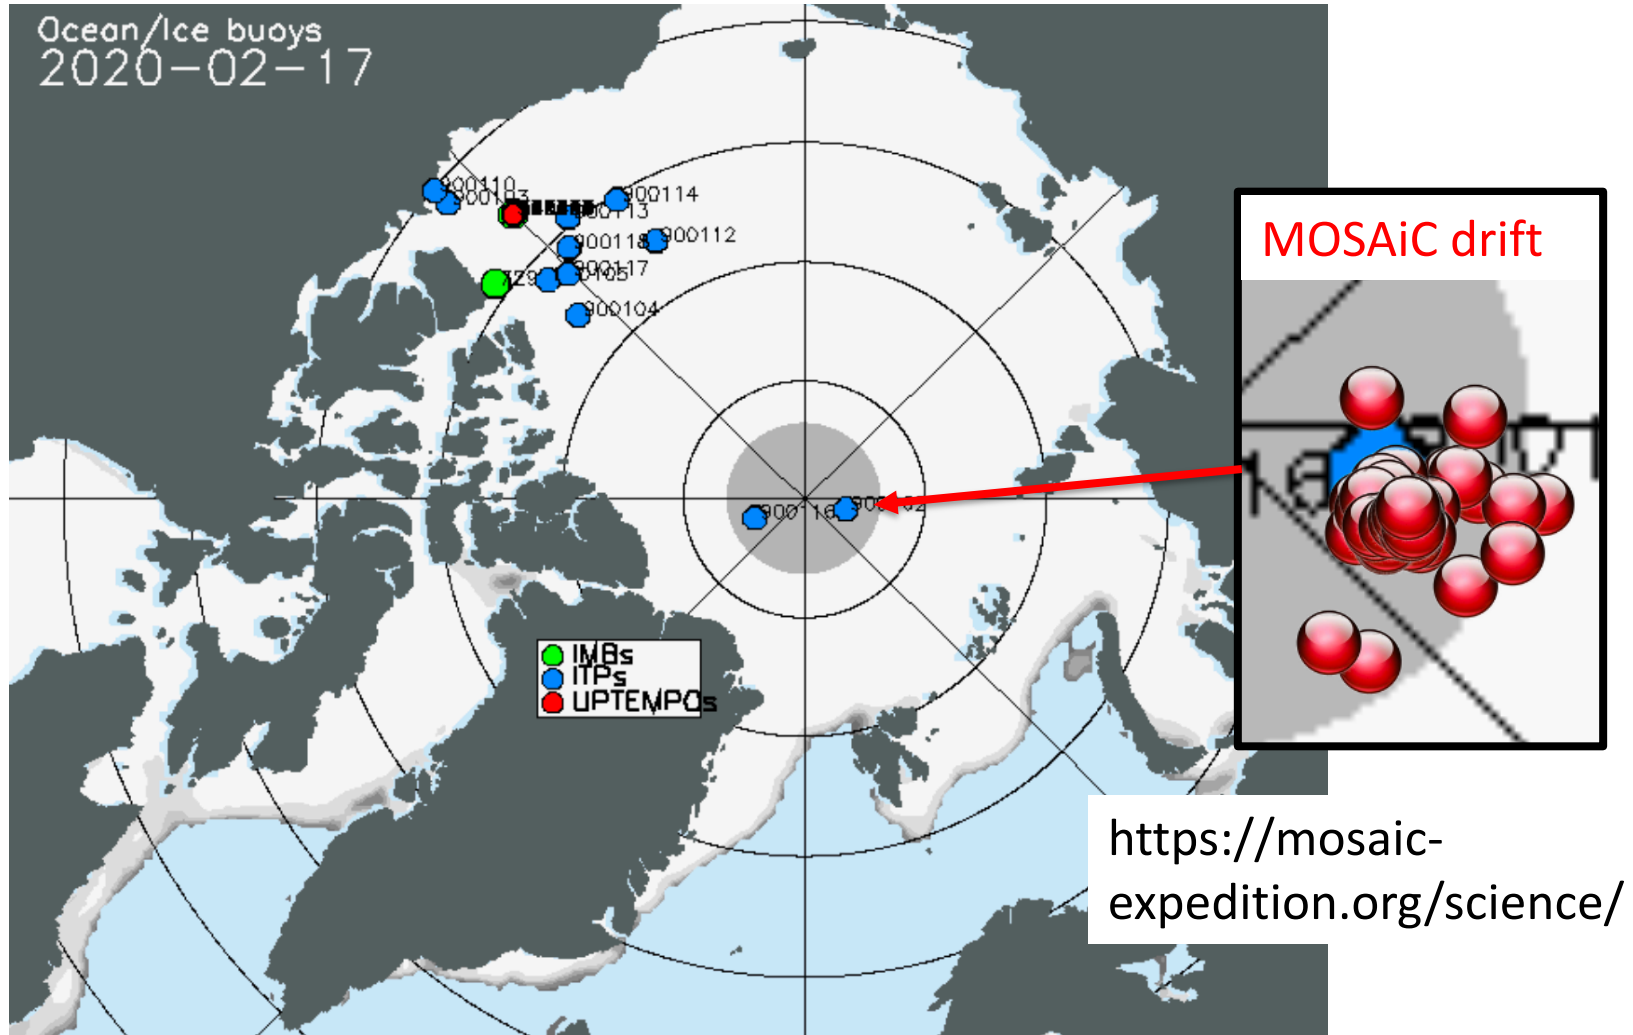 Ocean/Ice buoys
2020-02-17
900110
900103
900114
900113
900112
900118
900117
900104
MOSAiC drift
IMBs
ITPs
UPTEMPOs
https://mosaic-
expedition.org/science/